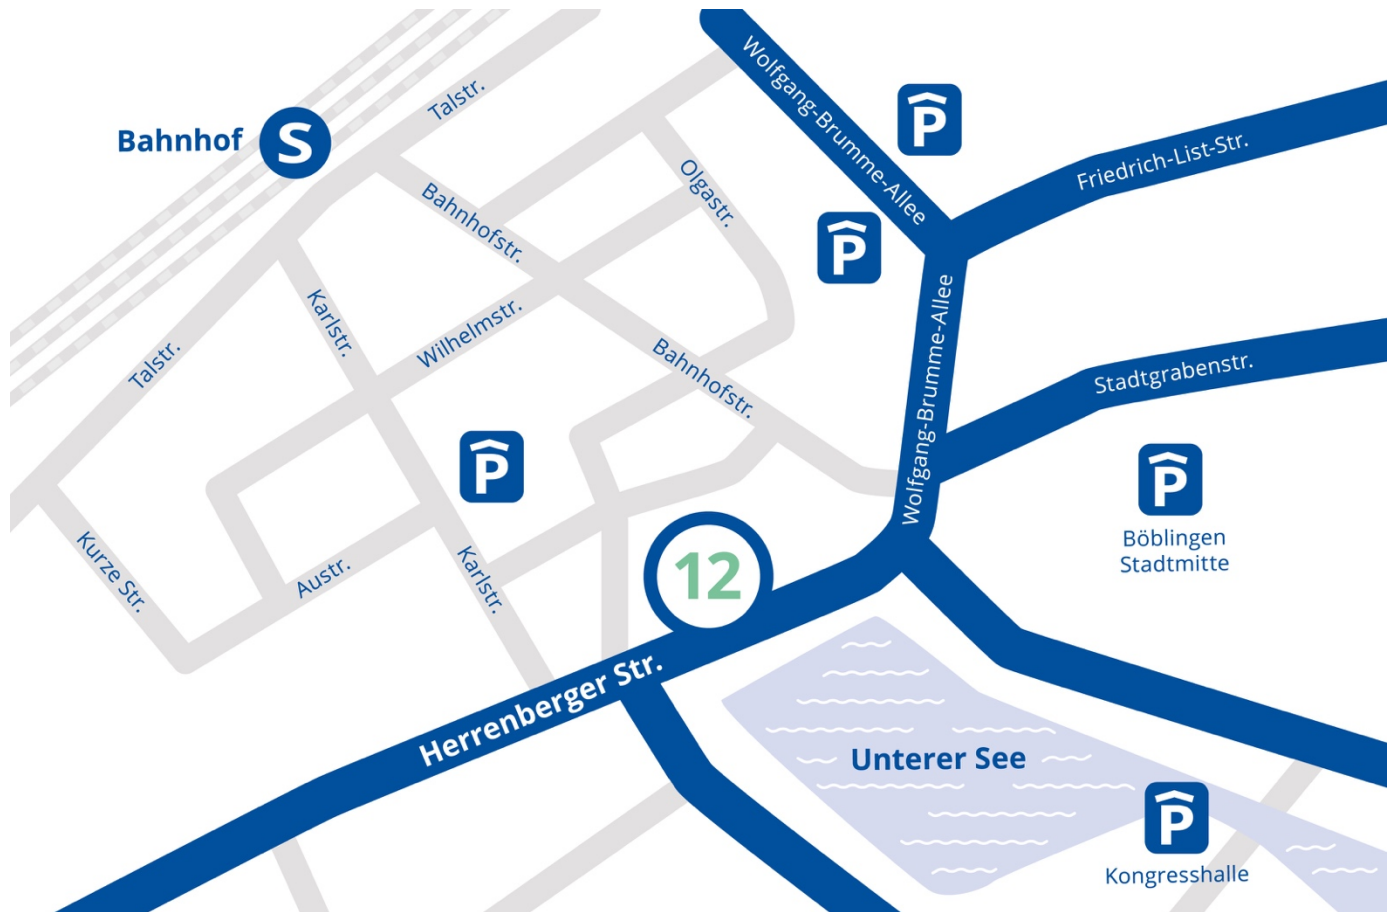 Talstr.
Wolfgang-Brumme-Allee
P
Bahnhof
S
Friedrich-List-Str.
Olgastr.
Bahnhofstr.
P
Karlstr.
Wilhelmstr.
Wolfgang-Brumme-Allee
Talstr.
Bahnhofstr.
Stadtgrabenstr.
P
P
Böblingen
Stadtmitte
Kurze Str.
Austr.
Karlstr.
12
Herrenberger Str.
Unterer See
P
Kongresshalle